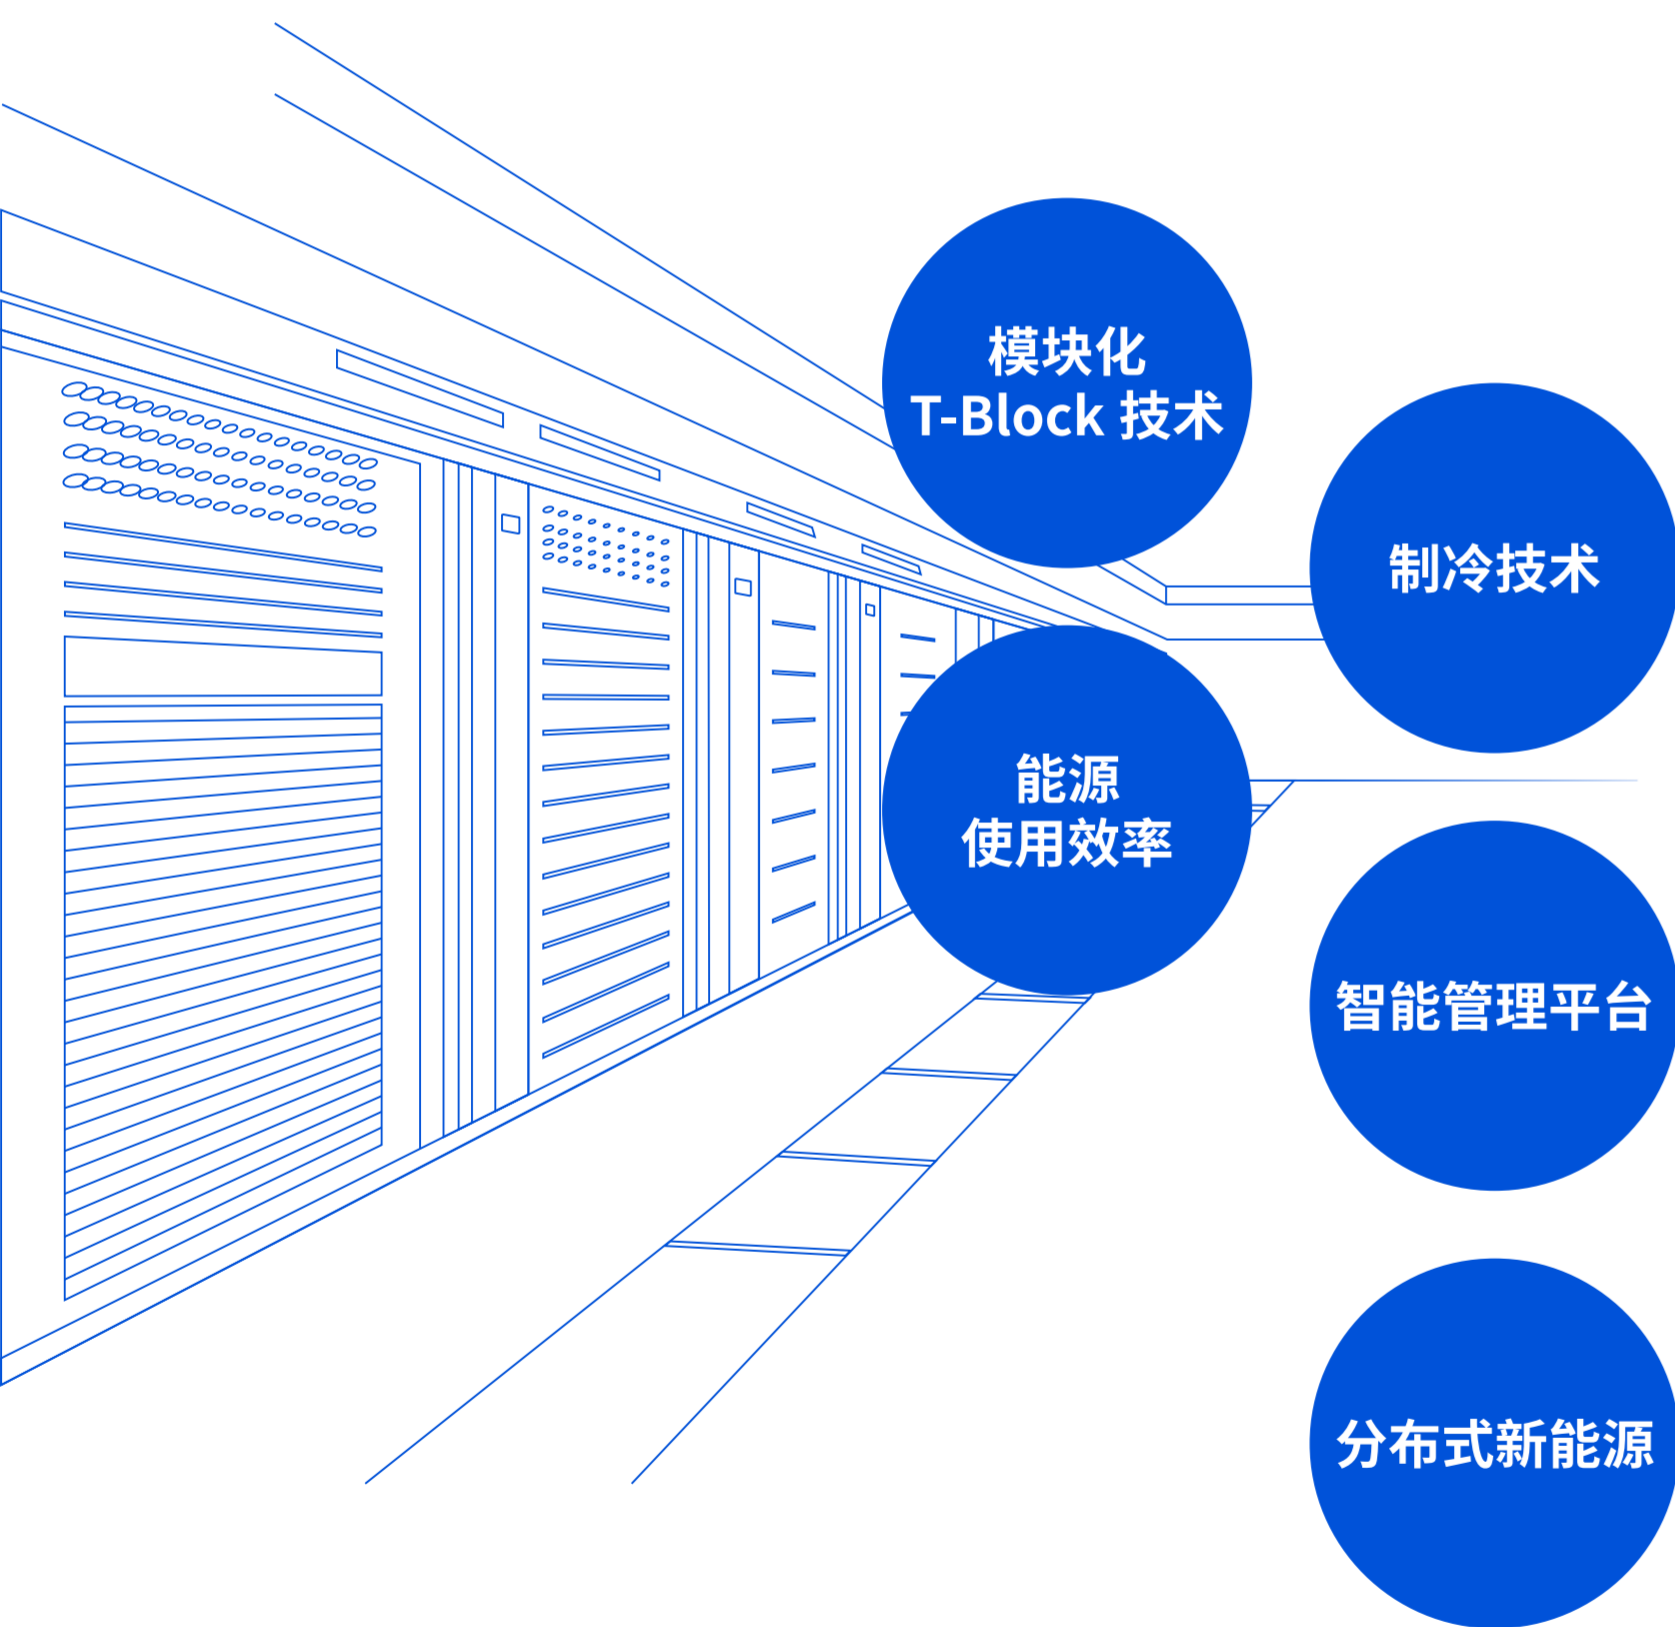 模块化
T-Block 技术
制冷技术
能源
使用效率
智能管理平台
分布式新能源